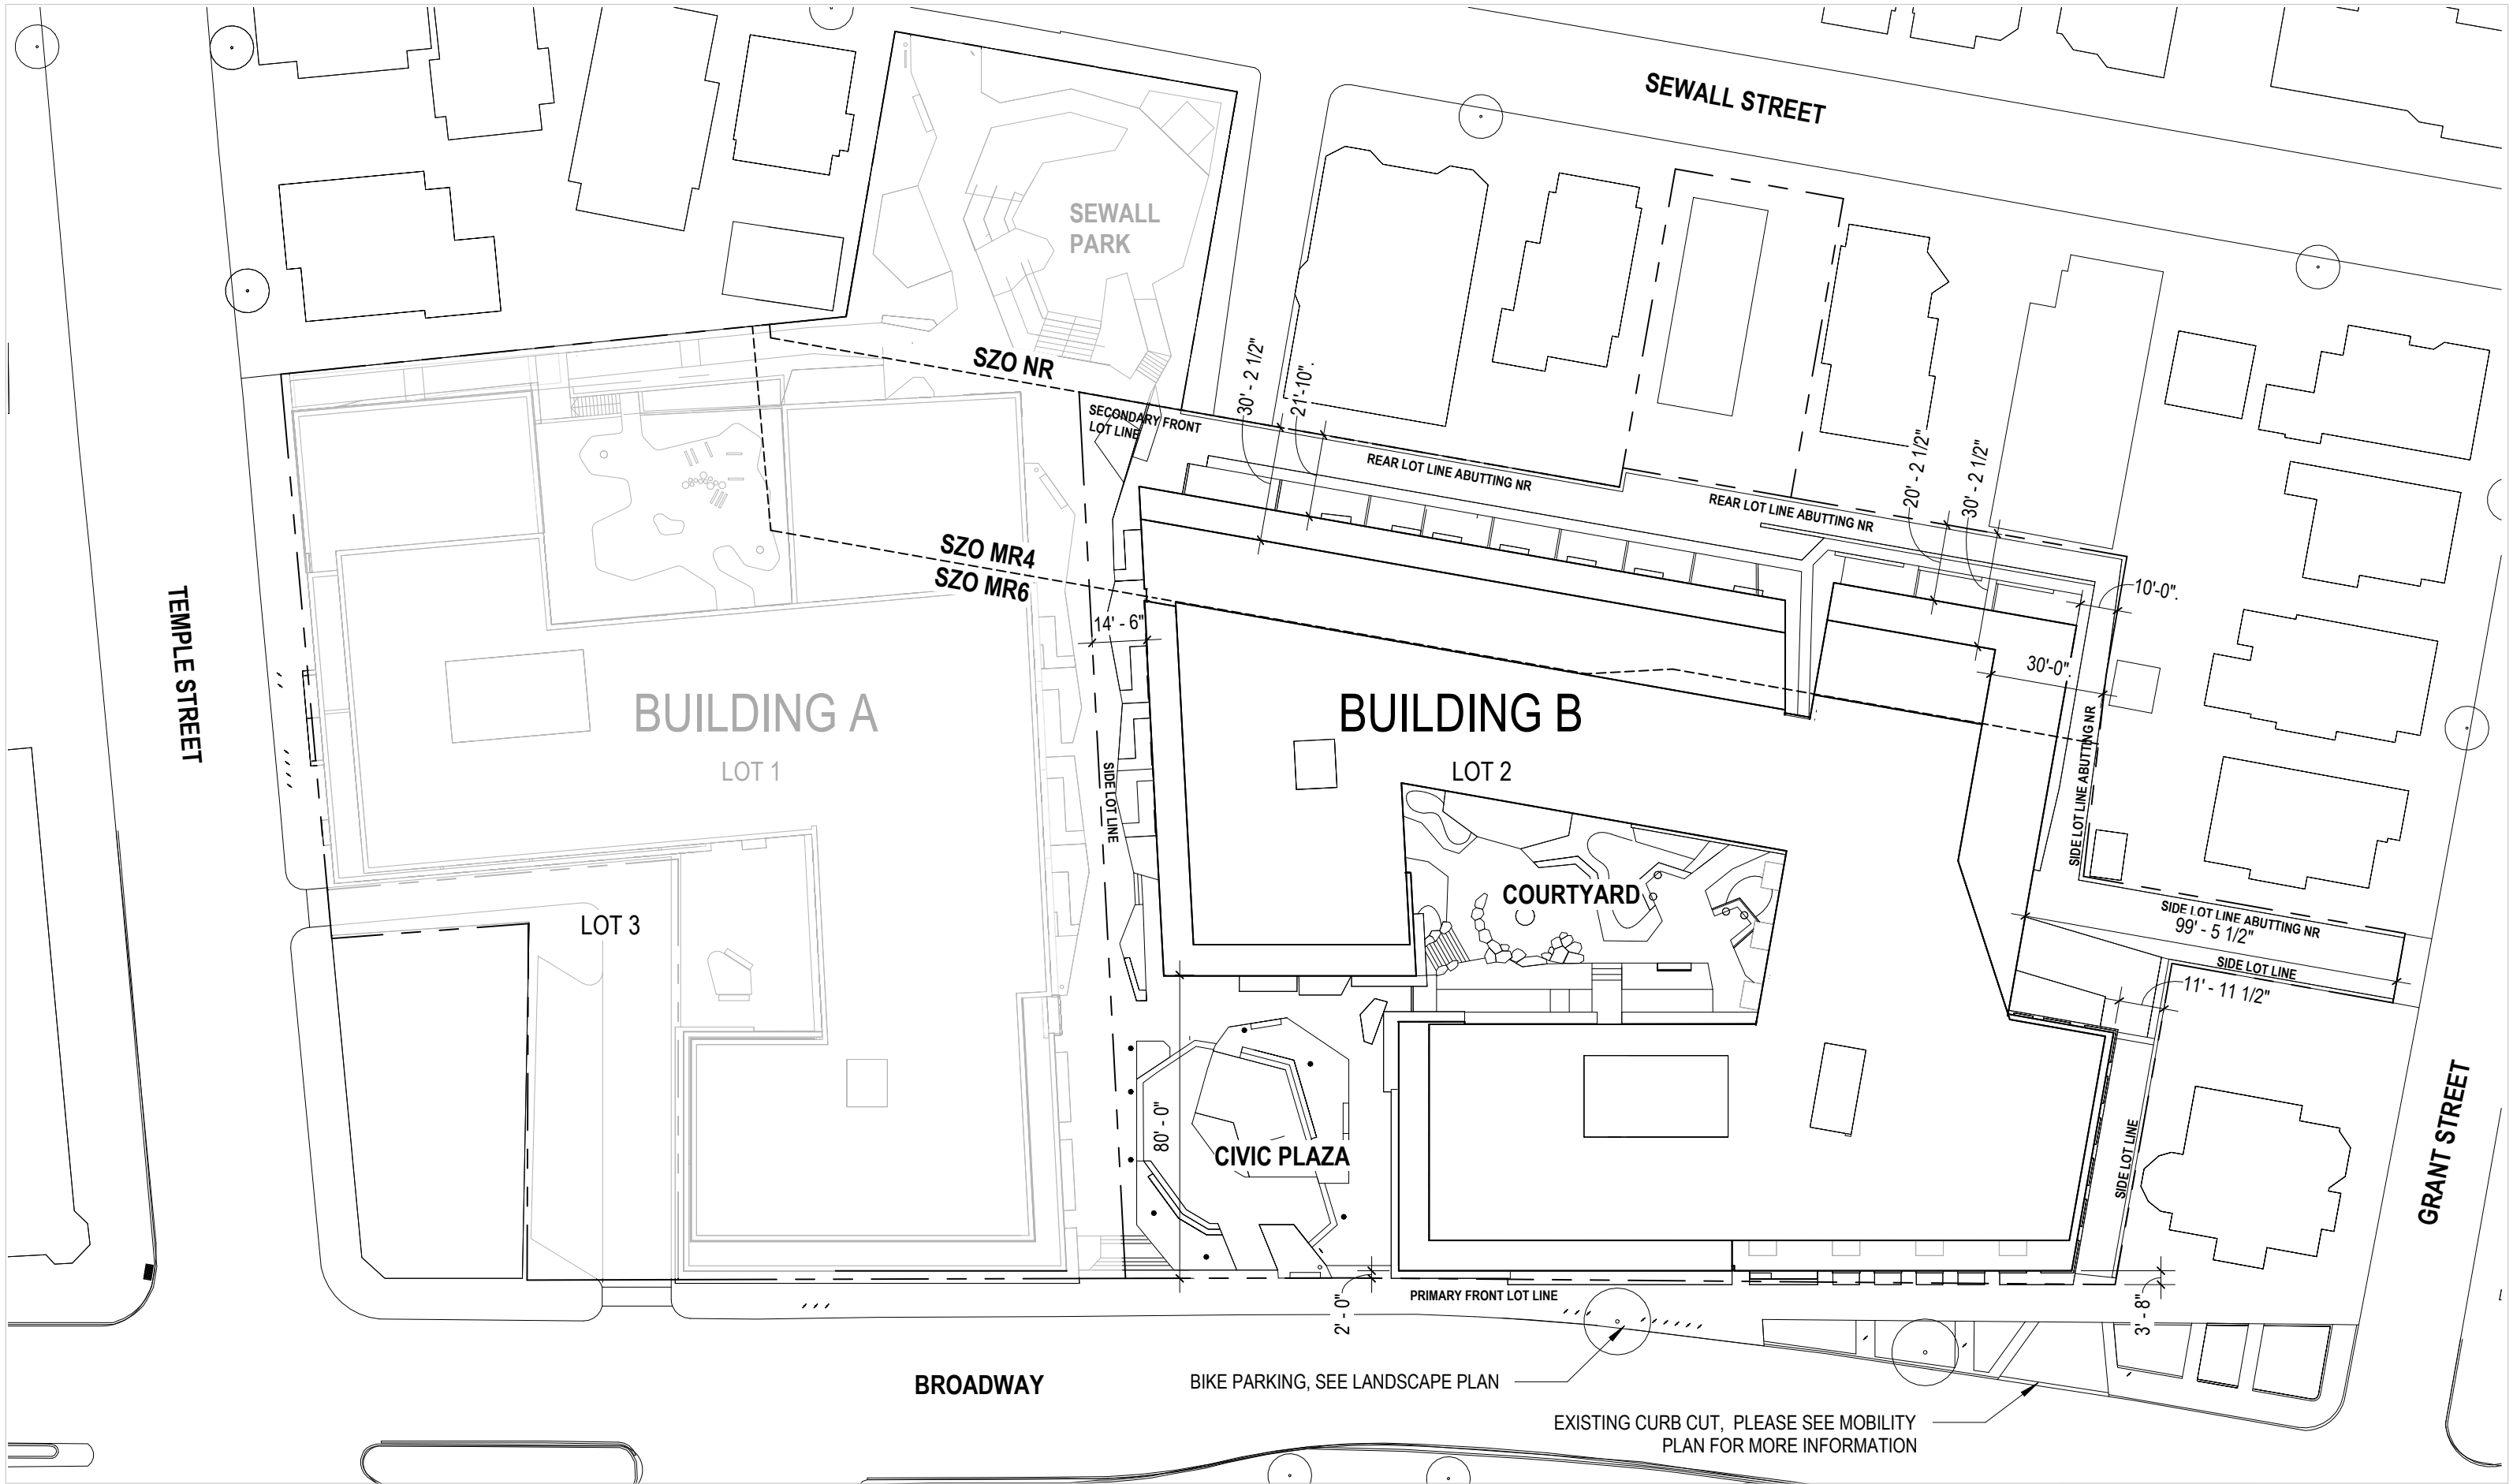 SEWALL STREET
SEWALL
PARK
SZO NR
SECONDARY FRONT
LOT LINE
30' - 2 1/2"
21'-10".
REAR LOT LINE ABUTTING NR
REAR LOT LINE ABUTTING NR
20' - 2 1/2"
30' - 2 1/2"
10'-0".
SZO MR4
SZO MR6
14' - 6"
30'-0".
TEMPLE STREET
BUILDING A
LOT 1
BUILDING B
LOT 2
SIDE LOT LINE
SIDE LOT LINE ABUTTING NR
COURTYARD
LOT 3
SIDE LOT LINE ABUTTING NR
99' - 5 1/2"
SIDE LOT LINE
11' - 11 1/2"
80' - 0"
CIVIC PLAZA
SIDE LOT LINE
GRANT STREET
PRIMARY FRONT LOT LINE
2' - 0"
3' - 8"
BROADWAY
BIKE PARKING, SEE LANDSCAPE PLAN
EXISTING CURB CUT, PLEASE SEE MOBILITY
PLAN FOR MORE INFORMATION